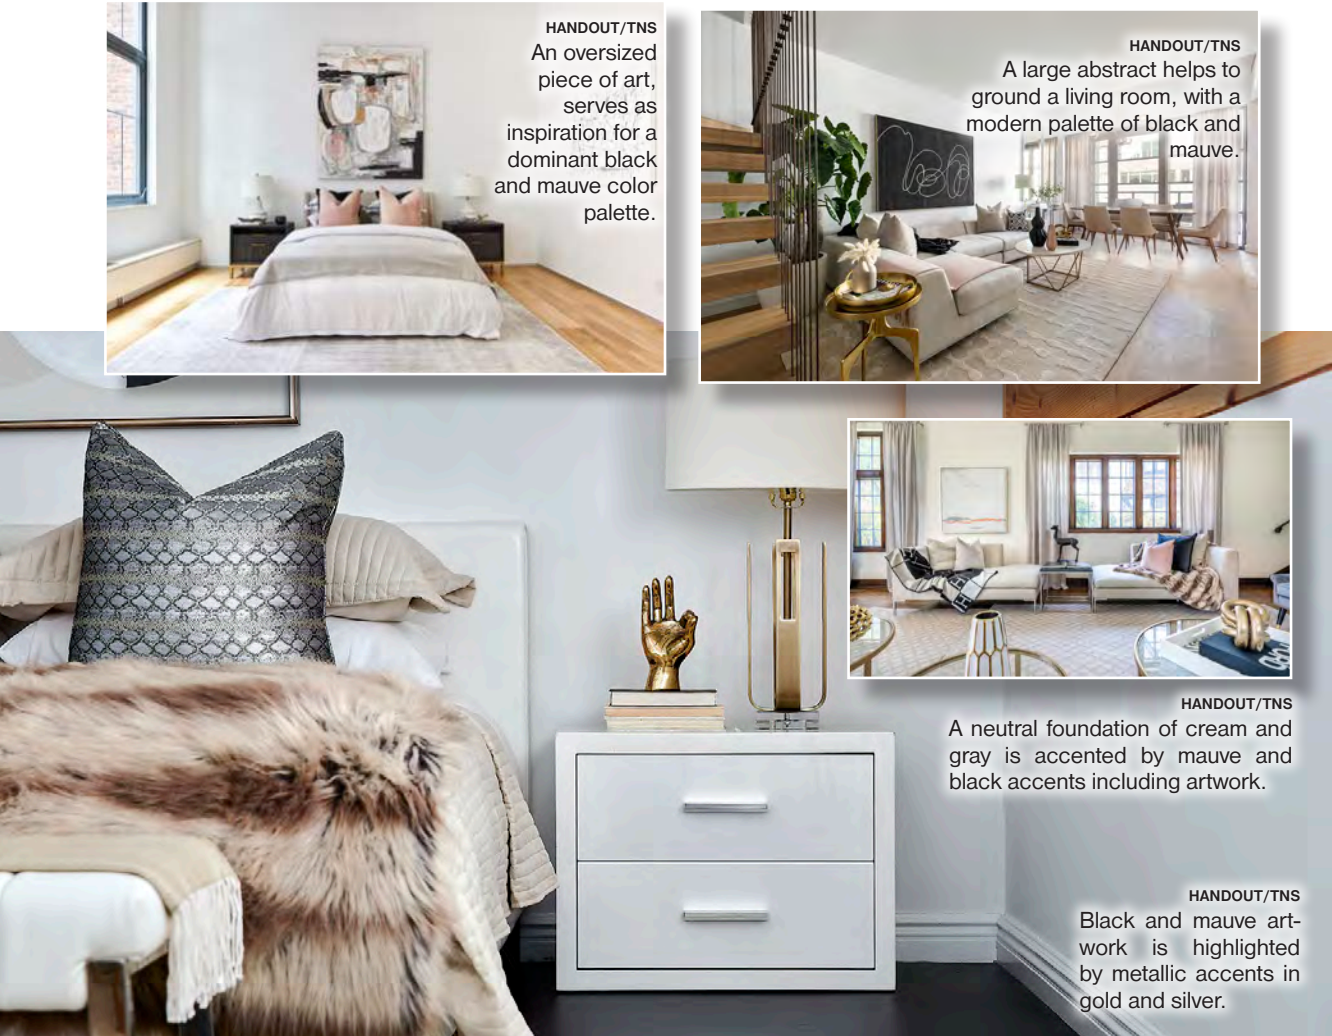 HANDOUT/TNS
An oversized
piece of art,
serves as
inspiration for a
dominant black
and mauve color
palette.
HANDOUT/TNS
A large abstract helps to
ground a living room, with a
modern palette of black and
mauve.
HANDOUT/TNS
A neutral foundation of cream and
gray is accented by mauve and
black accents including artwork.
HANDOUT/TNS
Black and mauve art-
work is highlighted
by metallic accents in
gold and silver.